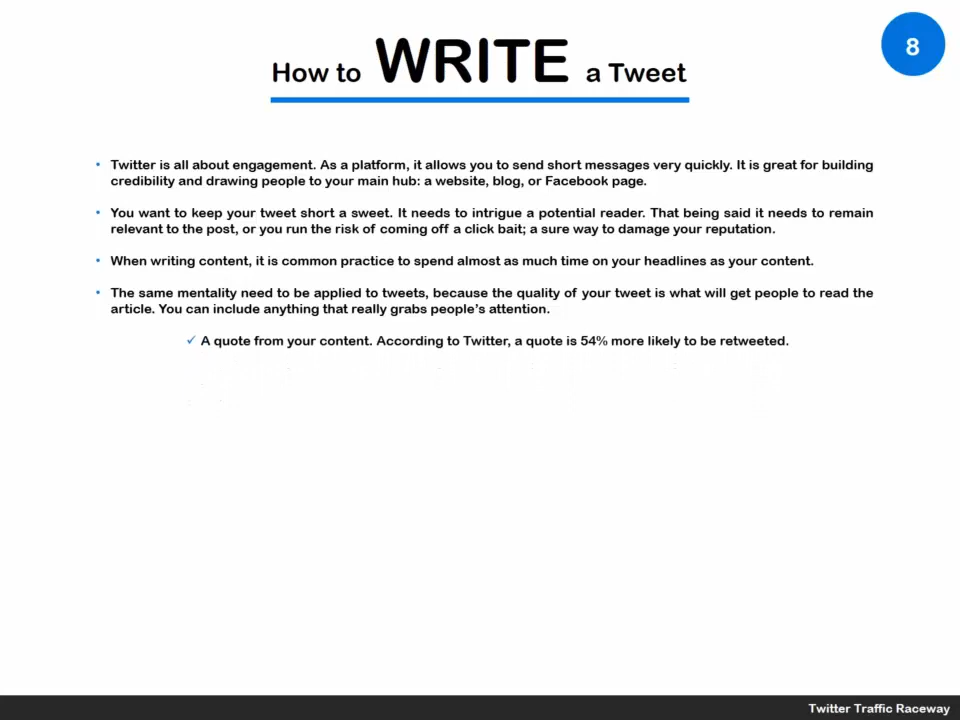 8
How to WRITE a Tweet
• Twitter is all about engagement. As a platform, it allows you to send short messages very quickly. It is great for building
credibility and drawing people to your main hub: a website, blog, or Facebook page.
• You want to keep your tweet short a sweet. It needs to intrigue a potential reader. That being said it needs to remain
relevant to the post, or you run the risk of coming off a click bait; a sure way to damage your reputation.
• When writing content, it is common practice to spend almost as much time on your headlines as your content.
• The same mentality need to be applied to tweets, because the quality of your tweet is what will get people to read the
article. You can include anything that really grabs people's attention.
✓ A quote from your content. According to Twitter, a quote is 54% more likely to be retweeted.
Twitter Traffic Raceway